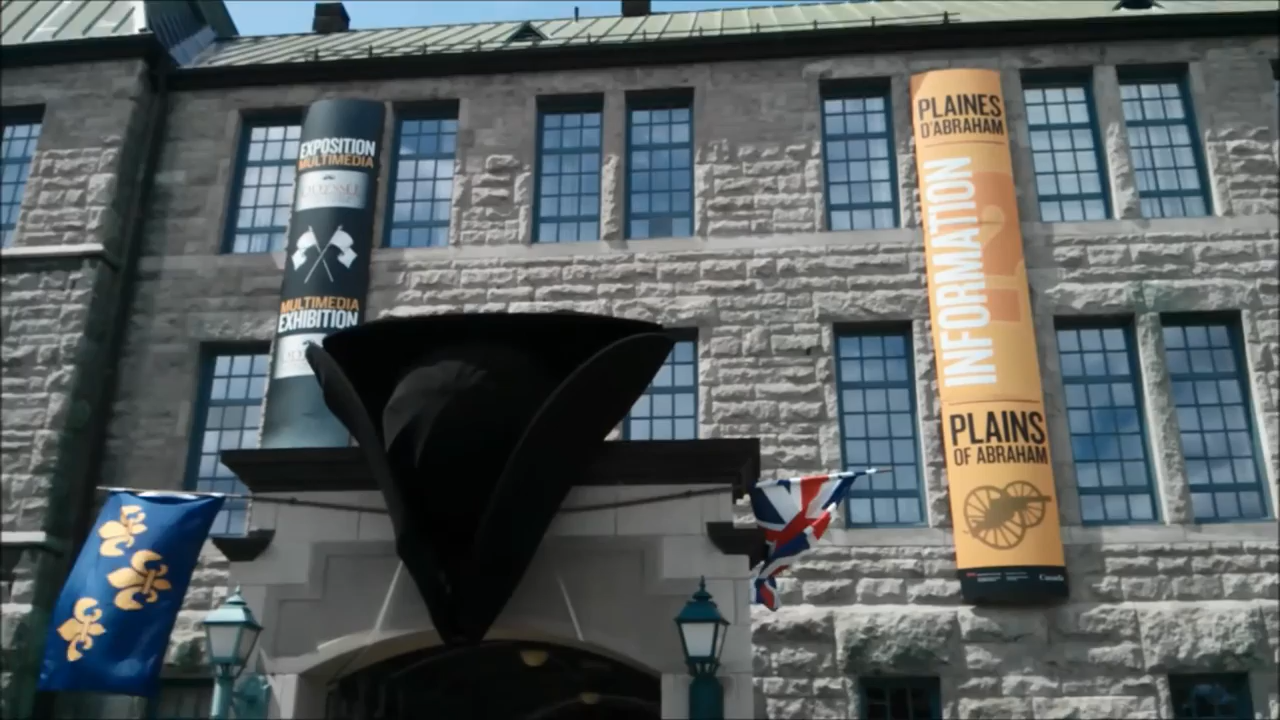 EXPOSITION
MULTIMEDIA
MULTIMEDIA
EXHIBITION
PLAINES
D'ABRAHAM
INFORMATION
PLAINS
OF ABRAHAM
Canada